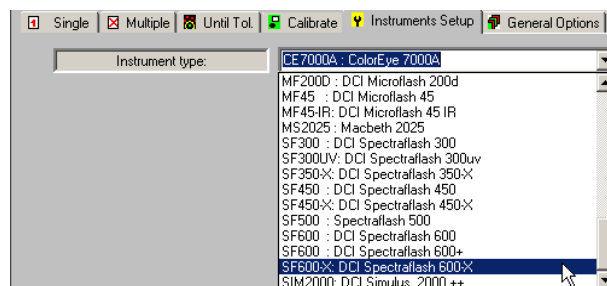 Single Multiple Until Tol. Calibrate Instruments Setup General Options
Instrument type: CE7000A : ColorEye 7000A
MF200D : DCI Microflash 200d
MF45 : DCI Microflash 45
MF45-IR: DCI Microflash 45 IR
MS2025 : Macbeth 2025
SF300 : DCI Spectraflash 300
SF300UV: DCI Spectraflash 300uv
SF350-X: DCI Spectraflash 350-X
SF450 : DCI Spectraflash 450
SF450-X: DCI Spectraflash 450-X
SF500 : Spectraflash 500
SF600 : DCI Spectraflash 600
SF600 : DCI Spectraflash 600+
SF600-X: DCI Spectraflash 600-X
SIM2000: DCI Simulus 2000 ++